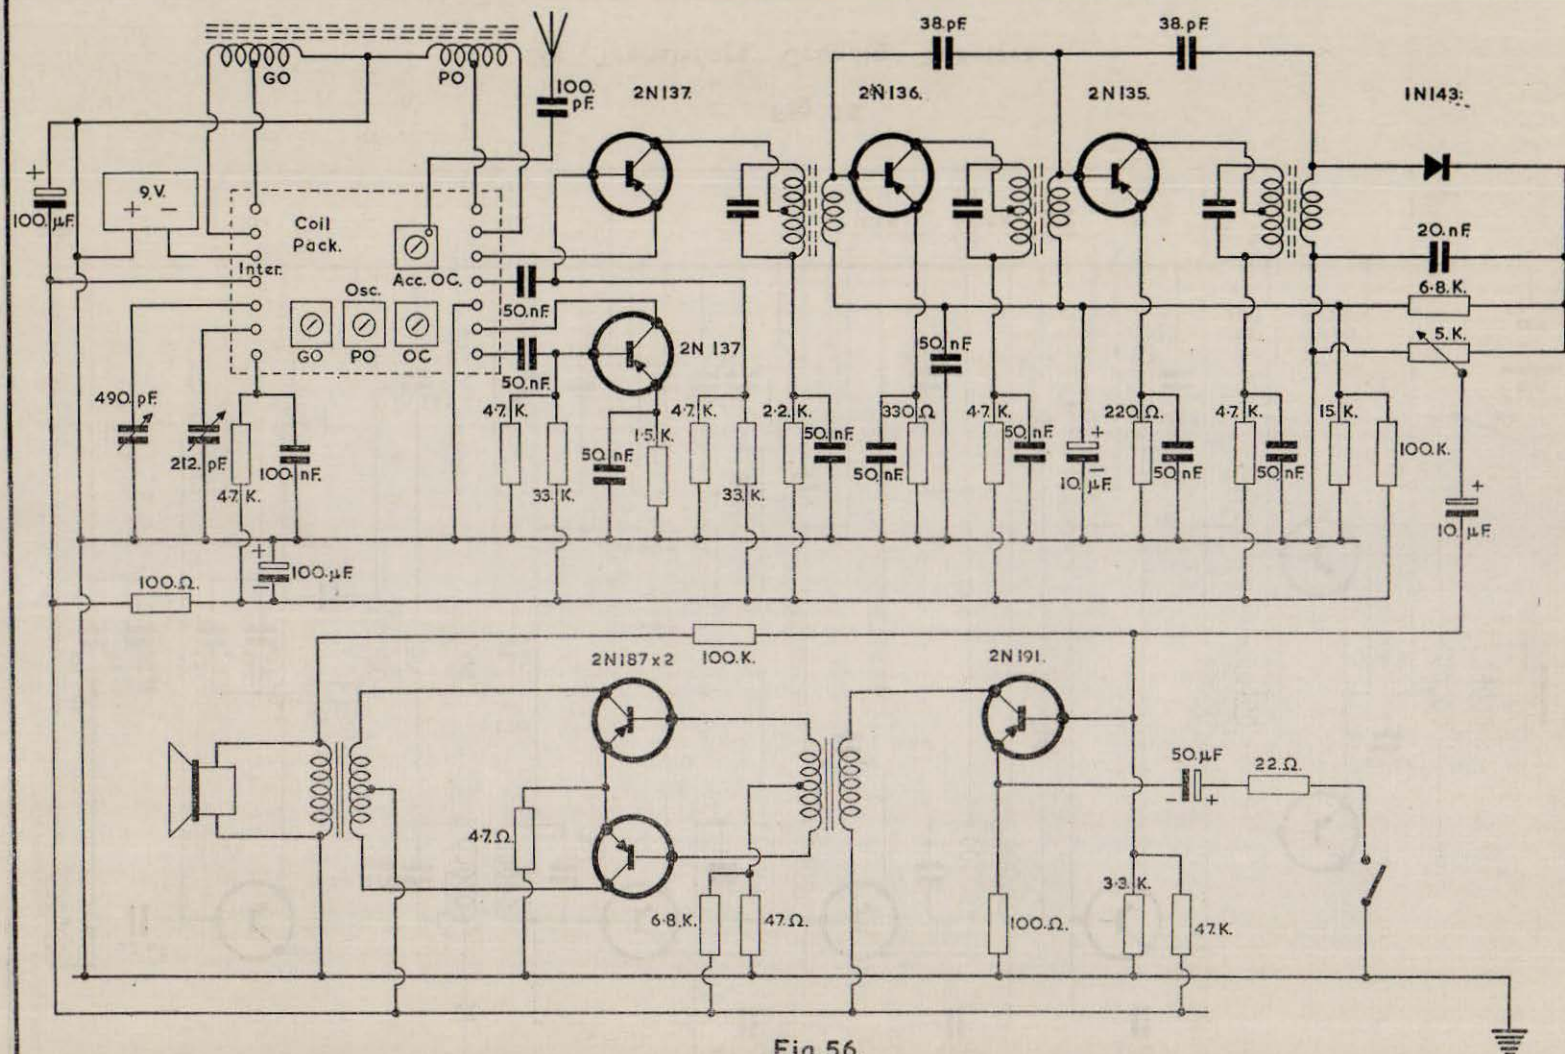 38.pF.
38.pF.
GO
PO
100.
pF.
2N137.
2N136.
2N135.
1N143.
+
100.µF.
9.V.
+ −
Coil
Pack.
Inter.
Acc. OC.
Osc.
GO
PO
OC
50.nF.
50.nF.
2N 137
20.nF.
6·8.K.
5.K.
490.pF.
212.pF.
47.K.
100.nF.
4·7.K.
33.K.
50.nF.
1·5.K.
4·7.K.
33.K.
2·2.K.
50.nF.
50.nF.
330.Ω
50.nF.
4·7.K.
50.nF.
+
−
10.µF.
220.Ω.
50.nF.
4·7.K.
50.nF.
15.K.
100.K.
+
10.µF.
+
−
100.µF.
100.Ω.
100.K.
2N187x2
2N191.
50.µF
− +
22.Ω.
4·7.Ω.
6·8.K.
47.Ω.
100.Ω.
3·3.K.
47.K.
Fig.56